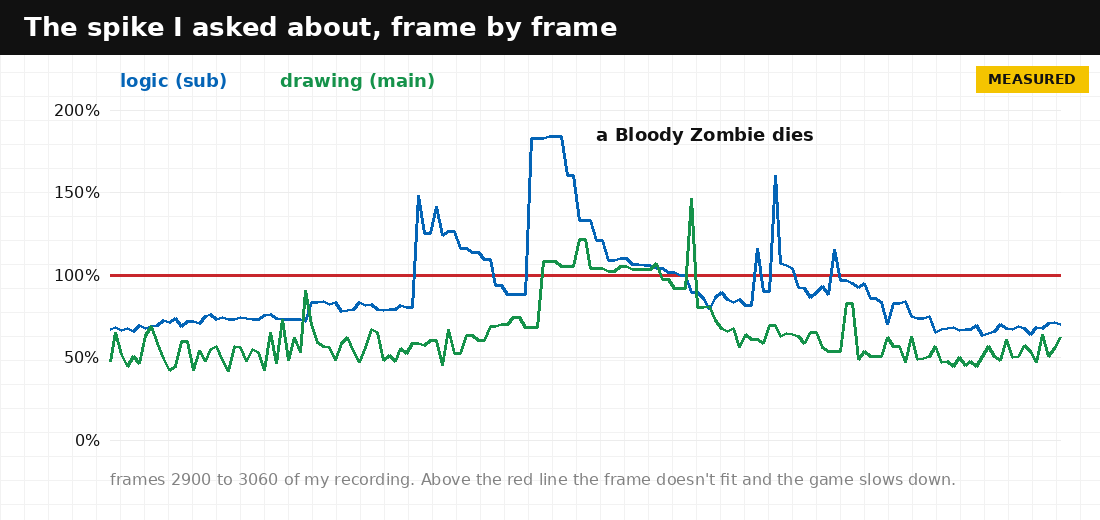 The spike I asked about, frame by frame
logic (sub) drawing (main)
MEASURED
200%
a Bloody Zombie dies
150%
100%
50%
0%
frames 2900 to 3060 of my recording. Above the red line the frame doesn't fit and the game slows down.